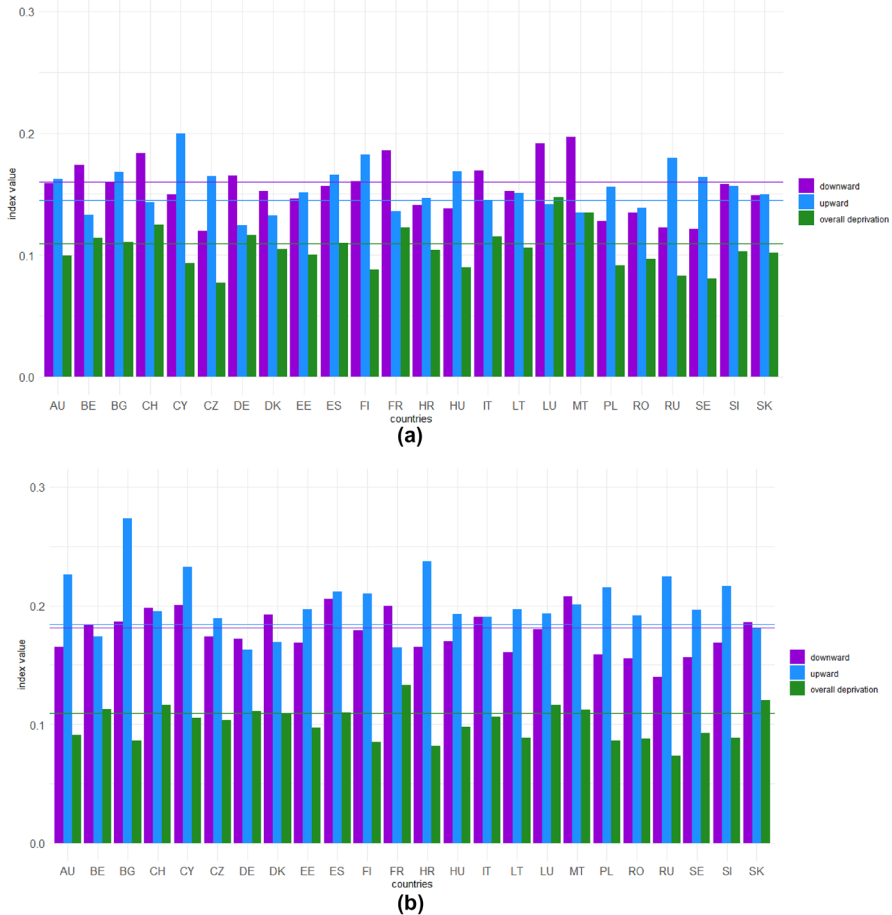 0.3
0.2
0.1
0.0
index value
AU BE BG CH CY CZ DE DK EE ES FI FR HR HU IT LT LU MT PL RO RU SE SI SK
countries
downward
upward
overall deprivation
(a)
0.3
0.2
0.1
0.0
index value
AU BE BG CH CY CZ DE DK EE ES FI FR HR HU IT LT LU MT PL RO RU SE SI SK
countries
downward
upward
overall deprivation
(b)